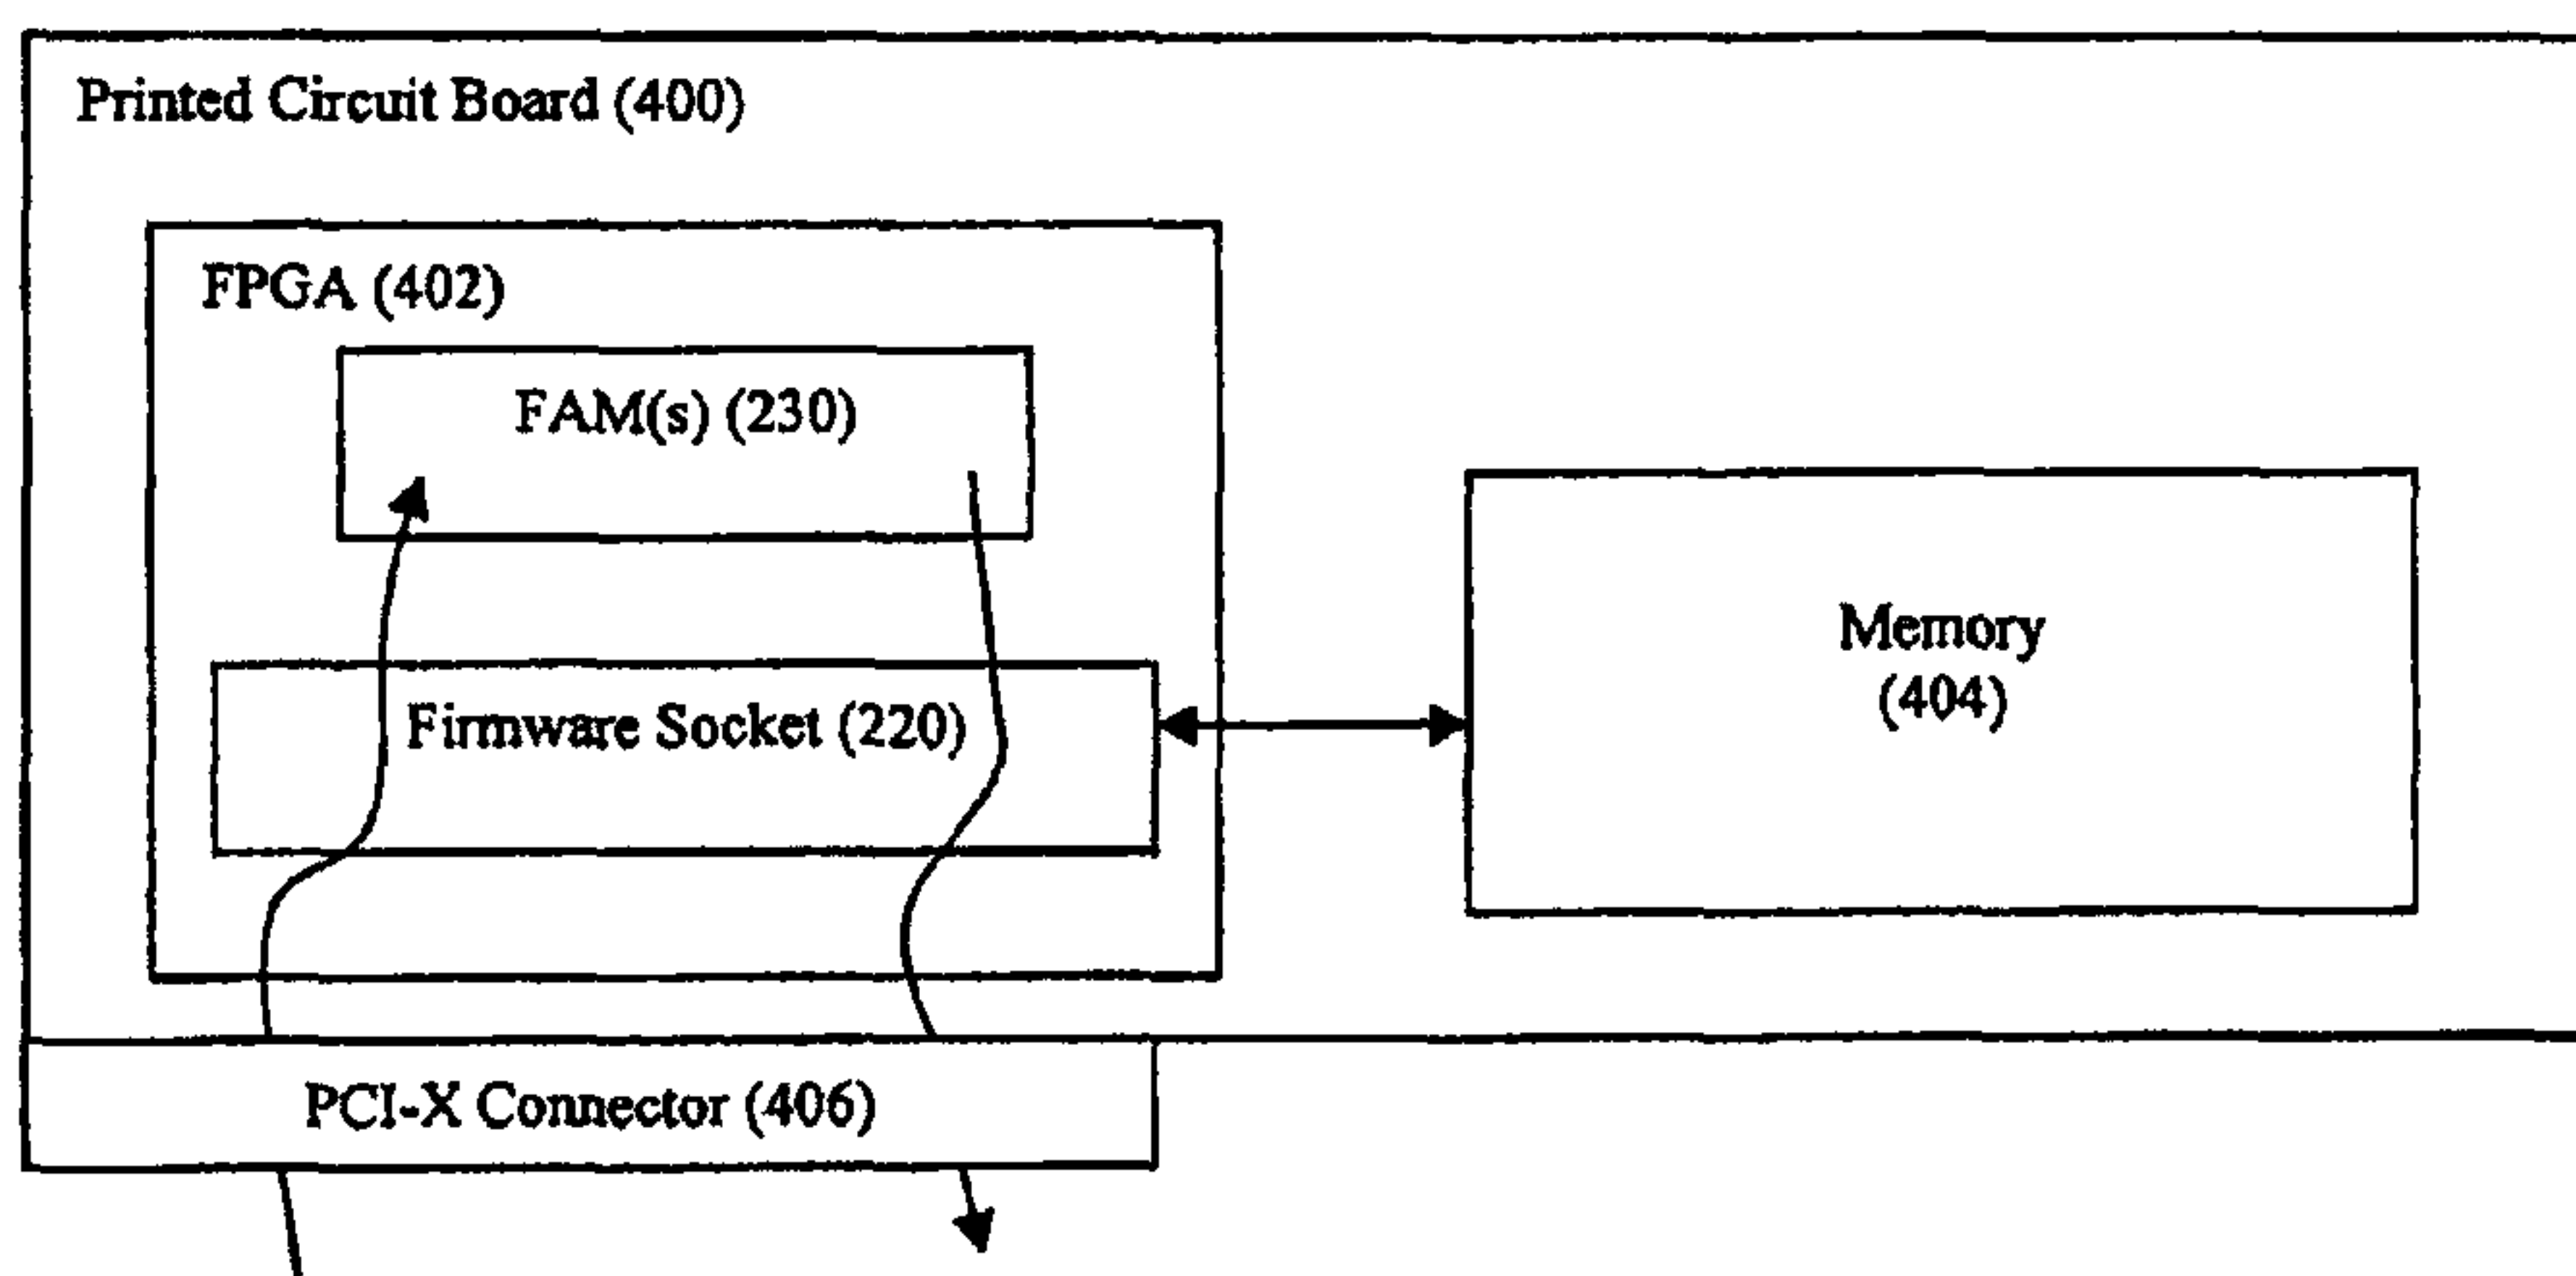 Printed Circuit Board (400)
FPGA (402)
FAM(s) (230)
Firmware Socket (220)
Memory
(404)
PCI-X Connector (406)